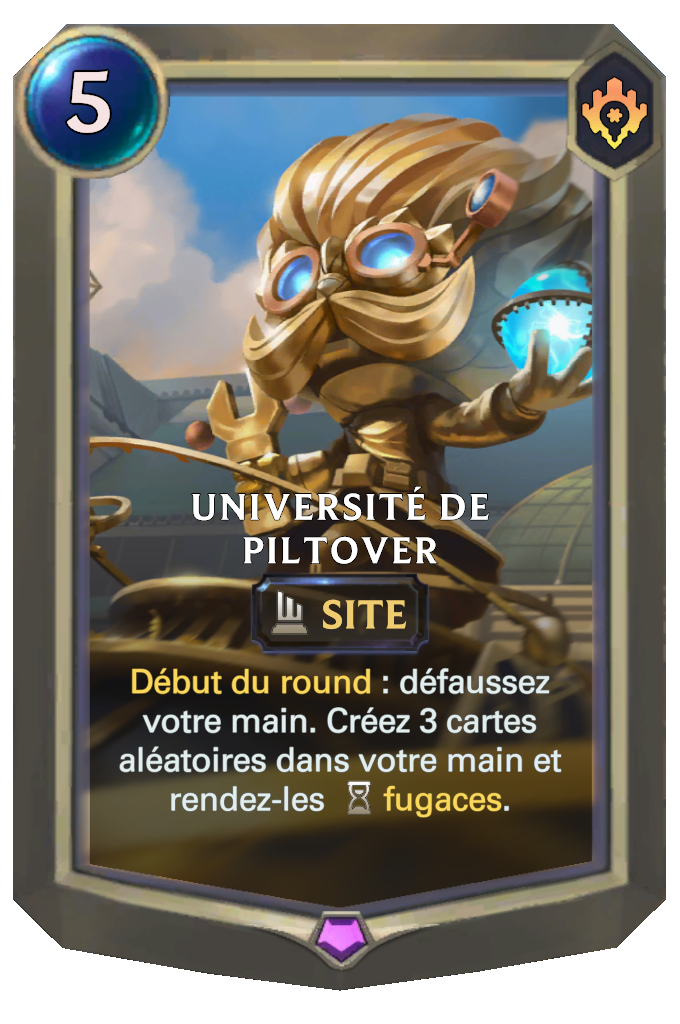 5
UNIVERSITÉ DE
PILTOVER
SITE
Début du round : défaussez
votre main. Créez 3 cartes
aléatoires dans votre main et
rendez-les fugaces.